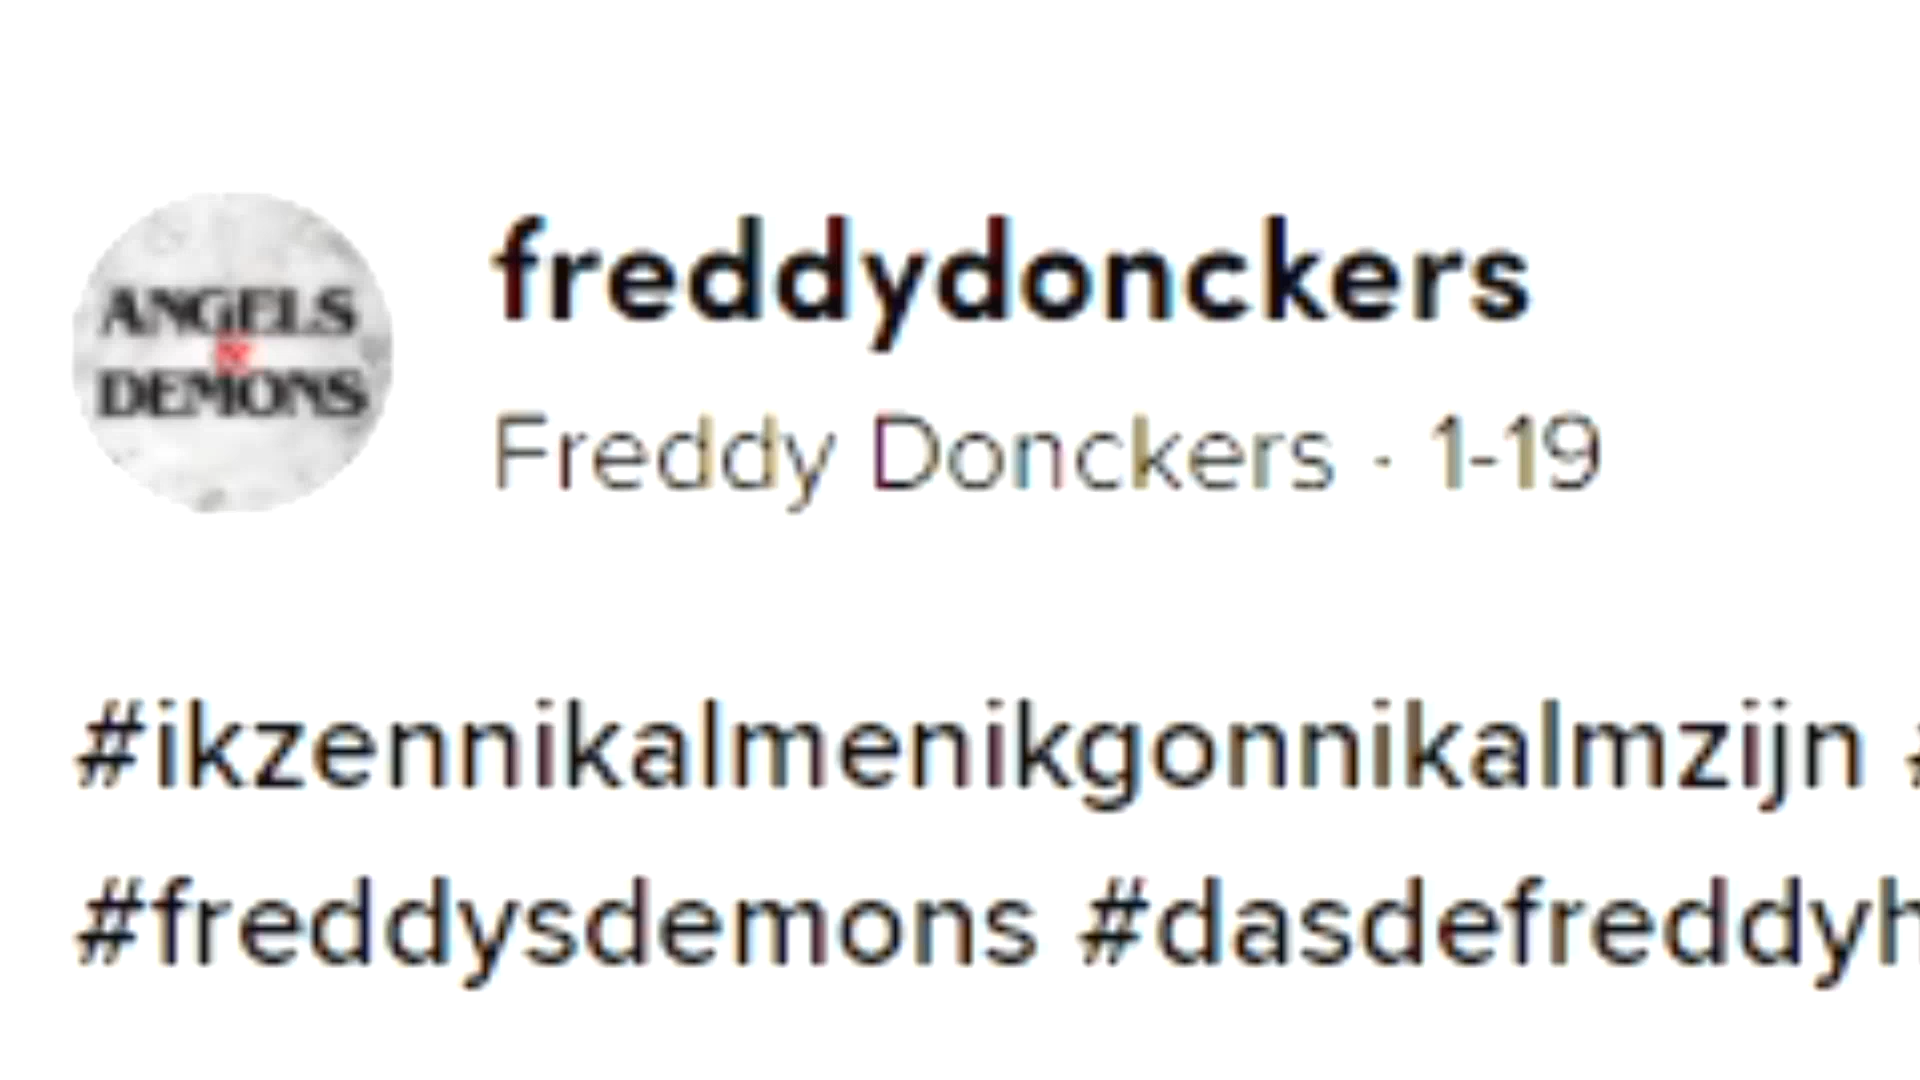 ANGELS
&
DEMONS
freddydonckers
Freddy Donckers · 1-19
#ikzennikalmenikgonnikalmzijn
#freddysdemons